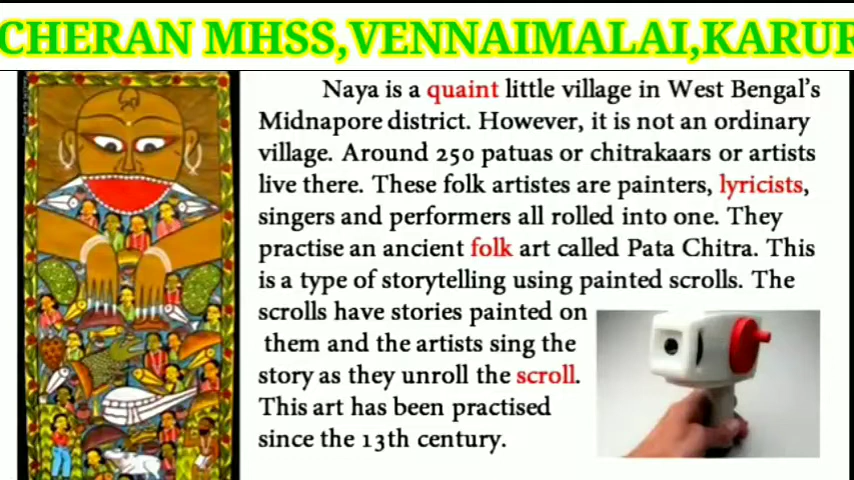 CHERAN MHSS,VENNAIMALAI,KARUR
Naya is a quaint little village in West Bengal's
Midnapore district. However, it is not an ordinary
village. Around 250 patuas or chitrakaars or artists
live there. These folk artistes are painters, lyricists,
singers and performers all rolled into one. They
practise an ancient folk art called Pata Chitra. This
is a type of storytelling using painted scrolls. The
scrolls have stories painted on
them and the artists sing the
story as they unroll the scroll.
This art has been practised
since the 13th century.